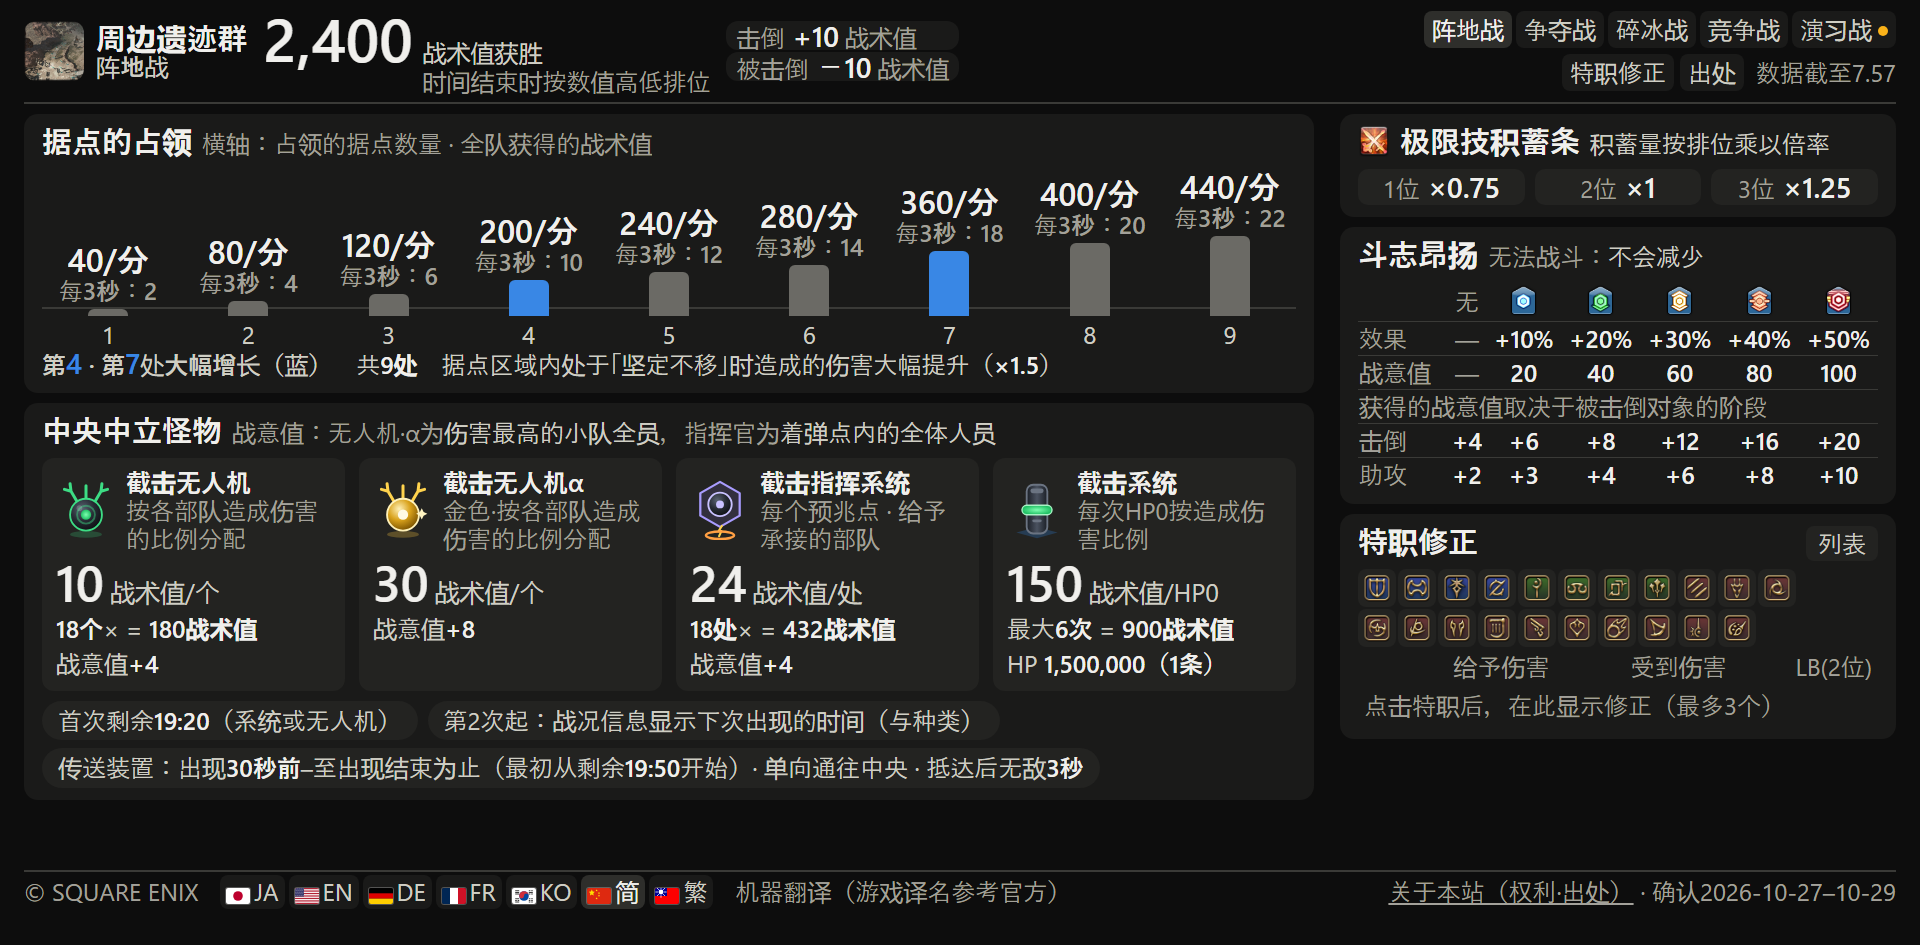 周边遗迹群
阵地战
2,400 战术值获胜
时间结束时按数值高低排位
击倒 +10 战术值
被击倒 −10 战术值
阵地战 争夺战 碎冰战 竞争战 演习战
特职修正 出处 数据截至7.57
据点的占领 横轴：占领的据点数量 · 全队获得的战术值
40/分 80/分 120/分 200/分 240/分 280/分 360/分 400/分 440/分
每3秒：2 每3秒：4 每3秒：6 每3秒：10 每3秒：12 每3秒：14 每3秒：18 每3秒：20 每3秒：22
1 2 3 4 5 6 7 8 9
第4 · 第7处大幅增长（蓝） 共9处 据点区域内处于「坚定不移」时造成的伤害大幅提升（×1.5）
中央中立怪物 战意值：无人机·α为伤害最高的小队全员，指挥官为着弹点内的全体人员
截击无人机
按各部队造成伤害
的比例分配
10 战术值/个
18个× = 180战术值
战意值+4
截击无人机α
金色·按各部队造成
伤害的比例分配
30 战术值/个
战意值+8
截击指挥系统
每个预兆点 · 给予
承接的部队
24 战术值/处
18处× = 432战术值
战意值+4
截击系统
每次HP0按造成伤
害比例
150 战术值/HP0
最大6次 = 900战术值
HP 1,500,000（1条）
首次剩余19:20（系统或无人机） 第2次起：战况信息显示下次出现的时间（与种类）
传送装置：出现30秒前–至出现结束为止（最初从剩余19:50开始）· 单向通往中央 · 抵达后无敌3秒
极限技积蓄条 积蓄量按排位乘以倍率
1位 ×0.75 2位 ×1 3位 ×1.25
斗志昂扬 无法战斗：不会减少
无
效果 — +10% +20% +30% +40% +50%
战意值 — 20 40 60 80 100
获得的战意值取决于被击倒对象的阶段
击倒 +4 +6 +8 +12 +16 +20
助攻 +2 +3 +4 +6 +8 +10
特职修正 列表
给予伤害 受到伤害 LB(2位)
点击特职后，在此显示修正（最多3个）
© SQUARE ENIX JA EN DE FR KO 简 繁 机器翻译（游戏译名参考官方）
关于本站（权利·出处） · 确认2026-10-27–10-29